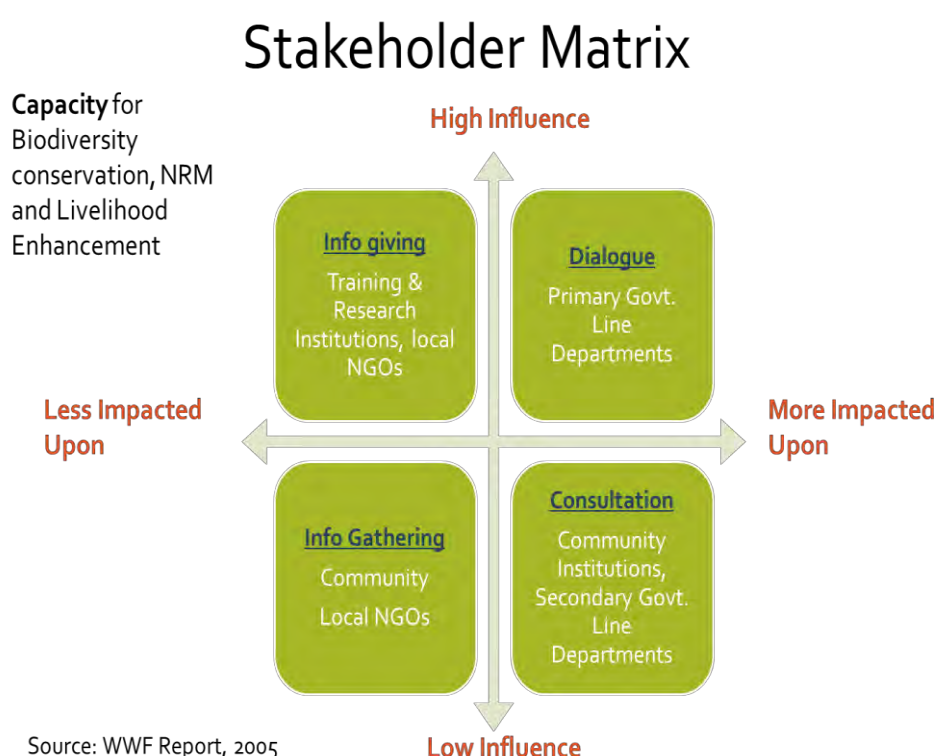 Stakeholder Matrix
Capacity for
Biodiversity
conservation, NRM
and Livelihood
Enhancement
High Influence
Info giving
Training &
Research
Institutions, local
NGOs
Dialogue
Primary Govt.
Line
Departments
Less Impacted
Upon
More Impacted
Upon
Info Gathering
Community
Local NGOs
Consultation
Community
Institutions,
Secondary Govt.
Line
Departments
Source: WWF Report, 2005
Low Influence